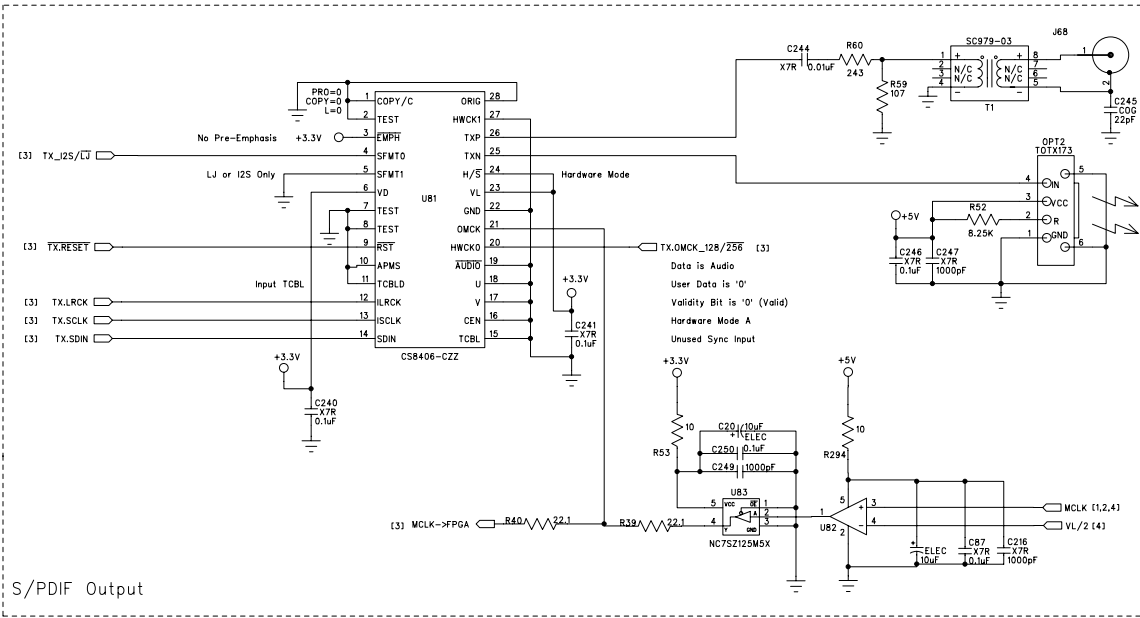 J68
SC979-03
C244
X7R 0.01uF
R60
243
R59
107
1 + + 8
2 N/C N/C 7
3 N/C N/C 6
4 - - 5
T1
1
2
C245
COG
22pF
PRO=0
COPY=0
L=0
1 COPY/C ORIG 28
2 TEST HWCK1 27
3 EMPH TXP 26
4 SFMT0 TXN 25
5 SFMT1 H/S 24
6 VD VL 23
7 TEST GND 22
8 TEST OMCK 21
9 RST HWCK0 20
10 APMS AUDIO 19
11 TCBLD U 18
12 ILRCK V 17
13 ISCLK CEN 16
14 SDIN TCBL 15
U81
CS8406-CZZ
No Pre-Emphasis +3.3V
[3] TX_I2S/LJ
LJ or I2S Only
[3] TX.RESET
Input TCBL
[3] TX.LRCK
[3] TX.SCLK
[3] TX.SDIN
+3.3V
C240
X7R
0.1uF
Hardware Mode
TX.OMCK_128/256 [3]
Data is Audio
User Data is '0'
Validity Bit is '0' (Valid)
Hardware Mode A
Unused Sync Input
+3.3V
C241
X7R
0.1uF
OPT2
TOTX173
4 IN 5
3 VCC
2 R
1 GND 6
R52
8.25K
+5V
C246
X7R
0.1uF
C247
X7R
1000pF
+3.3V
10
R53
C20 10uF
+ ELEC
C250 0.1uF
C249 1000pF
U83
5 VCC OE 1
A 2
4 Y GND 3
NC7SZ125M5X
[3] MCLK->FPGA
R40 22.1
R39 22.1
+5V
10
R294
1 U82
5
+ 3
- 4
2
MCLK [1,2,4]
VL/2 [4]
+ ELEC
10uF
C87
X7R
0.1uF
C216
X7R
1000pF
S/PDIF Output